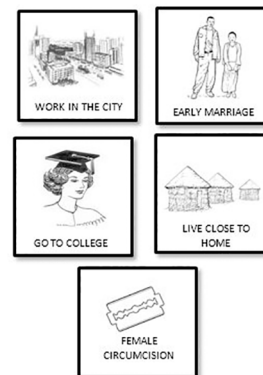 WORK IN THE CITY
EARLY MARRIAGE
GO TO COLLEGE
LIVE CLOSE TO
HOME
FEMALE
CIRCUMCISION